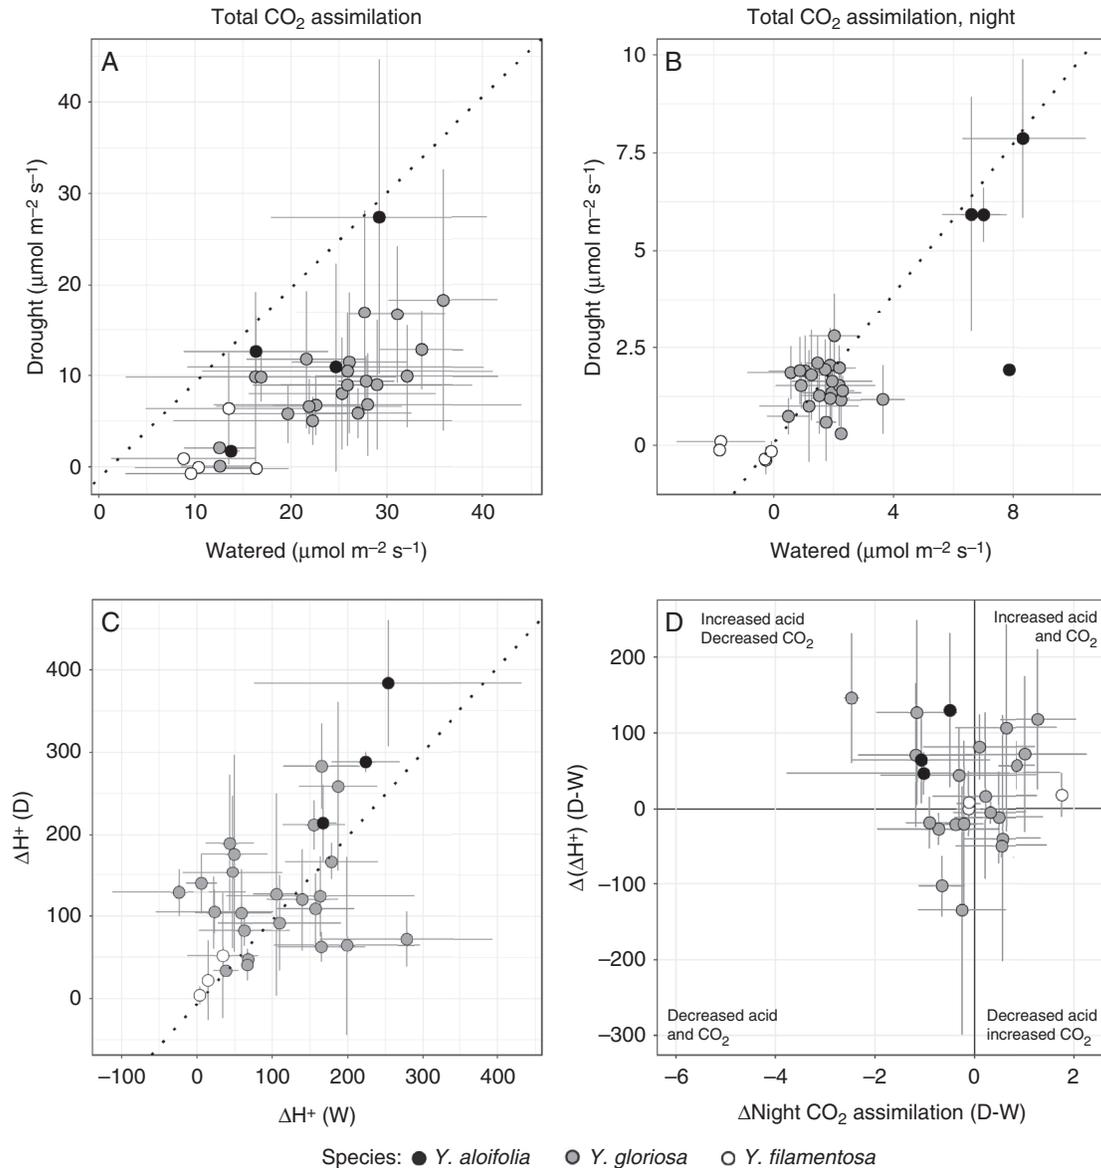 Total CO₂ assimilation
Total CO₂ assimilation, night
A
Drought (μmol m⁻² s⁻¹)
40
30
20
10
0
0 10 20 30 40
Watered (μmol m⁻² s⁻¹)
B
Drought (μmol m⁻² s⁻¹)
10
7.5
5
2.5
0
0 4 8
Watered (μmol m⁻² s⁻¹)
C
ΔH⁺ (D)
400
300
200
100
0
–100 0 100 200 300 400
ΔH⁺ (W)
D
Increased acid
Decreased CO₂
Increased acid
and CO₂
Δ(ΔH⁺) (D-W)
200
100
0
–100
–200
–300
Decreased acid
and CO₂
Decreased acid
increased CO₂
–6 –4 –2 0 2
ΔNight CO₂ assimilation (D-W)
Species: Y. aloifolia Y. gloriosa Y. filamentosa